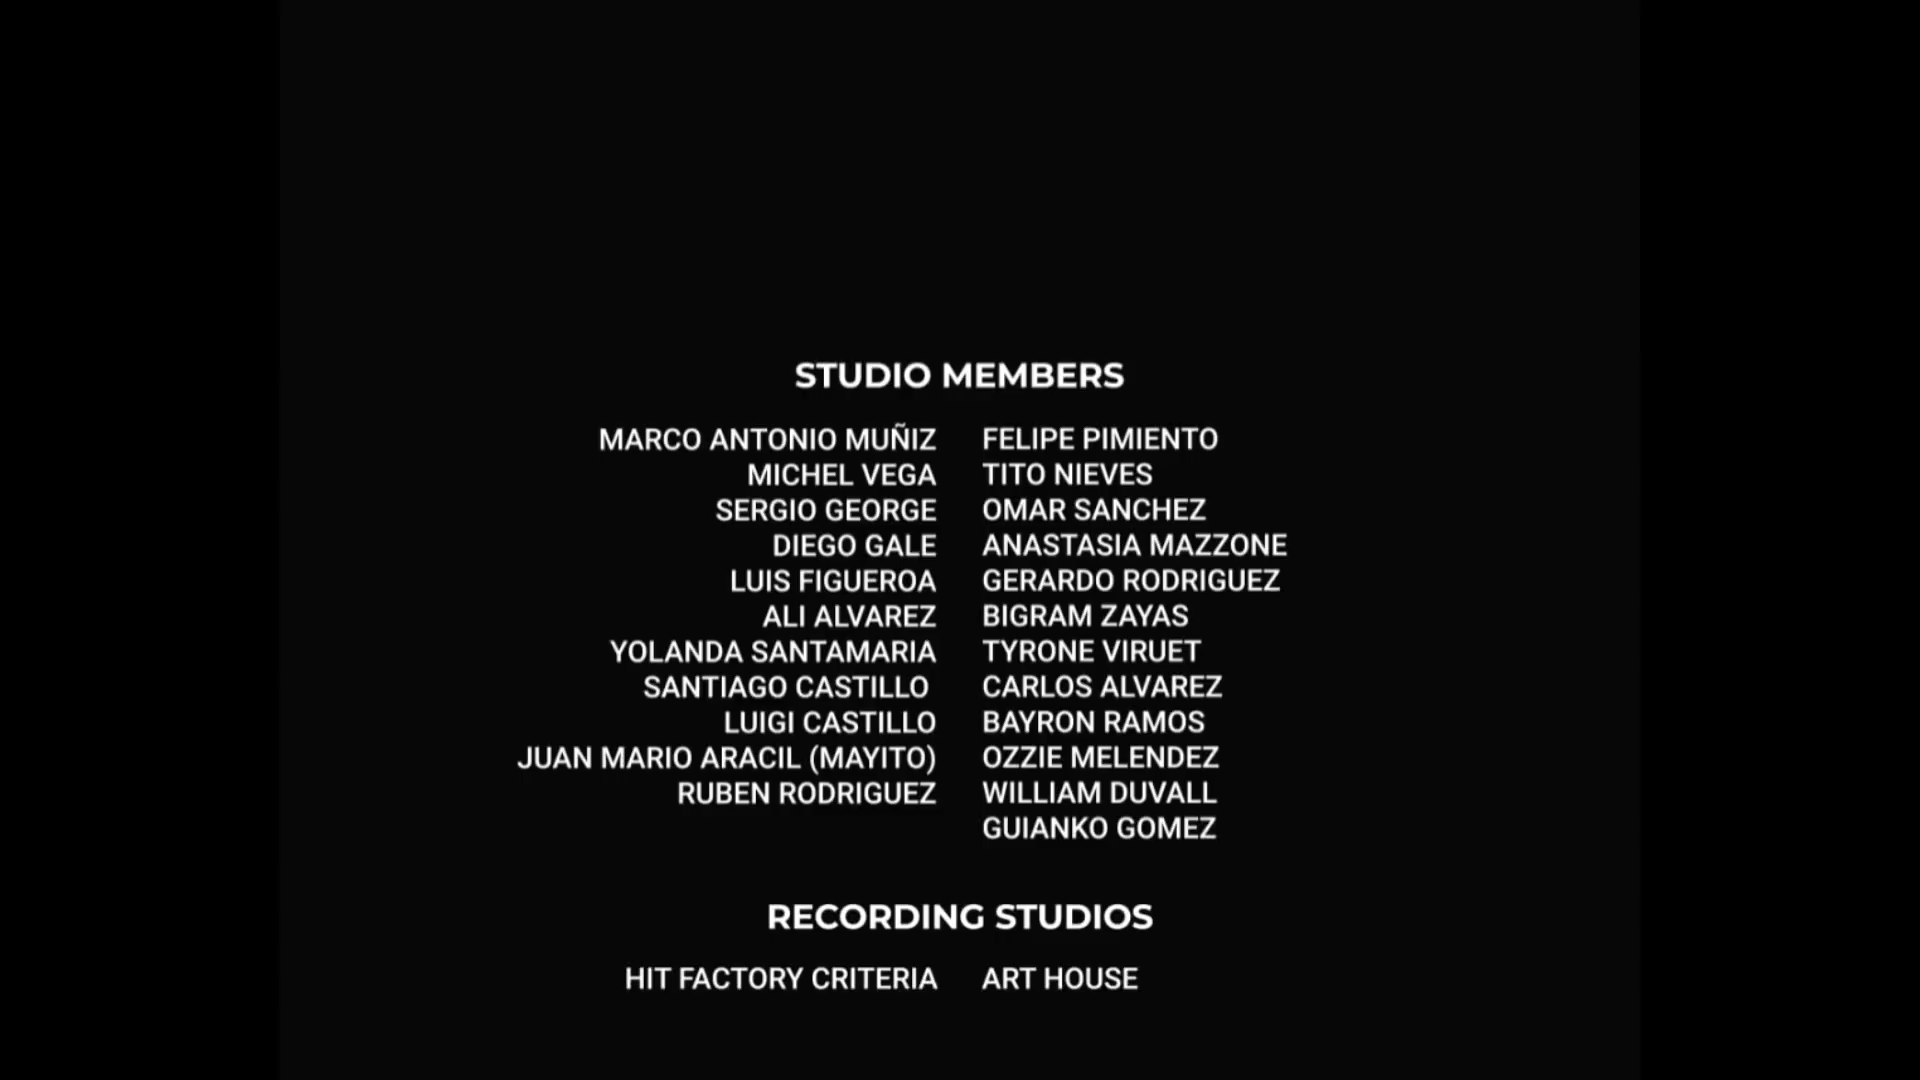 STUDIO MEMBERS
MARCO ANTONIO MUÑIZ FELIPE PIMIENTO
MICHEL VEGA TITO NIEVES
SERGIO GEORGE OMAR SANCHEZ
DIEGO GALE ANASTASIA MAZZONE
LUIS FIGUEROA GERARDO RODRIGUEZ
ALI ALVAREZ BIGRAM ZAYAS
YOLANDA SANTAMARIA TYRONE VIRUET
SANTIAGO CASTILLO CARLOS ALVAREZ
LUIGI CASTILLO BAYRON RAMOS
JUAN MARIO ARACIL (MAYITO) OZZIE MELENDEZ
RUBEN RODRIGUEZ WILLIAM DUVALL
GUIANKO GOMEZ
RECORDING STUDIOS
HIT FACTORY CRITERIA ART HOUSE